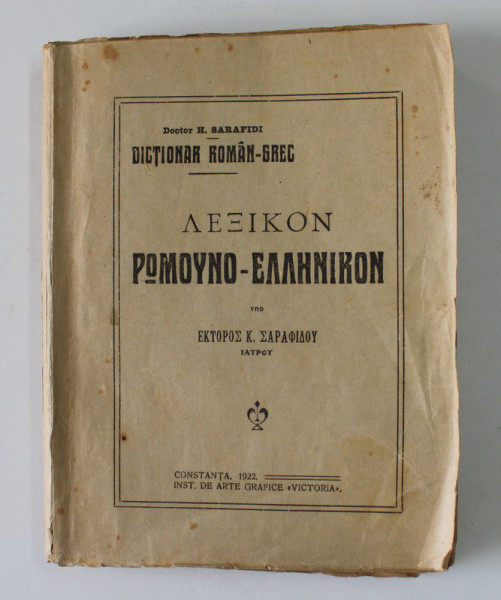 Doctor H. SARAFIDI
DICȚIONAR ROMÂN-GREC
ΛΕΞΙΚΟΝ
ΡΩΜΟΥΝΟ-ΕΛΛΗΝΙΚΟΝ
ΥΠΟ
ΕΚΤΟΡΟΣ Κ. ΣΑΡΑΦΙΔΟΥ
ΙΑΤΡΟΥ
CONSTANȚA, 1922,
INST. DE ARTE GRAFICE «VICTORIA».